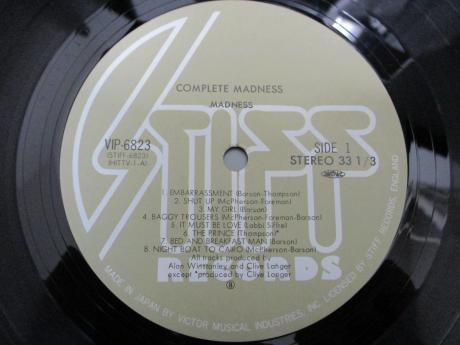 COMPLETE MADNESS
MADNESS
STIFF
RECORDS
VIP-6823
(STIFF-6823)
(HITTV-1-A)
SIDE 1
STEREO 33 1/3
1. EMBARRASSMENT (Barson-Thompson)
2. SHUT UP (McPherson-Foreman)
3. MY GIRL (Barson)
4. BAGGY TROUSERS (McPherson-Foreman-Barson)
5. IT MUST BE LOVE (Labbi Siffre)
6. THE PRINCE (Thompson)*
7. BED AND BREAKFAST MAN (Barson)
8. NIGHT BOAT TO CAIRO (McPherson-Barson)
All tracks produced by
Alan Winstanley and Clive Langer
except *produced by Clive Langer
Ⓟ
MADE IN JAPAN BY VICTOR MUSICAL INDUSTRIES, INC. LICENSED BY STIFF RECORDS, ENGLAND